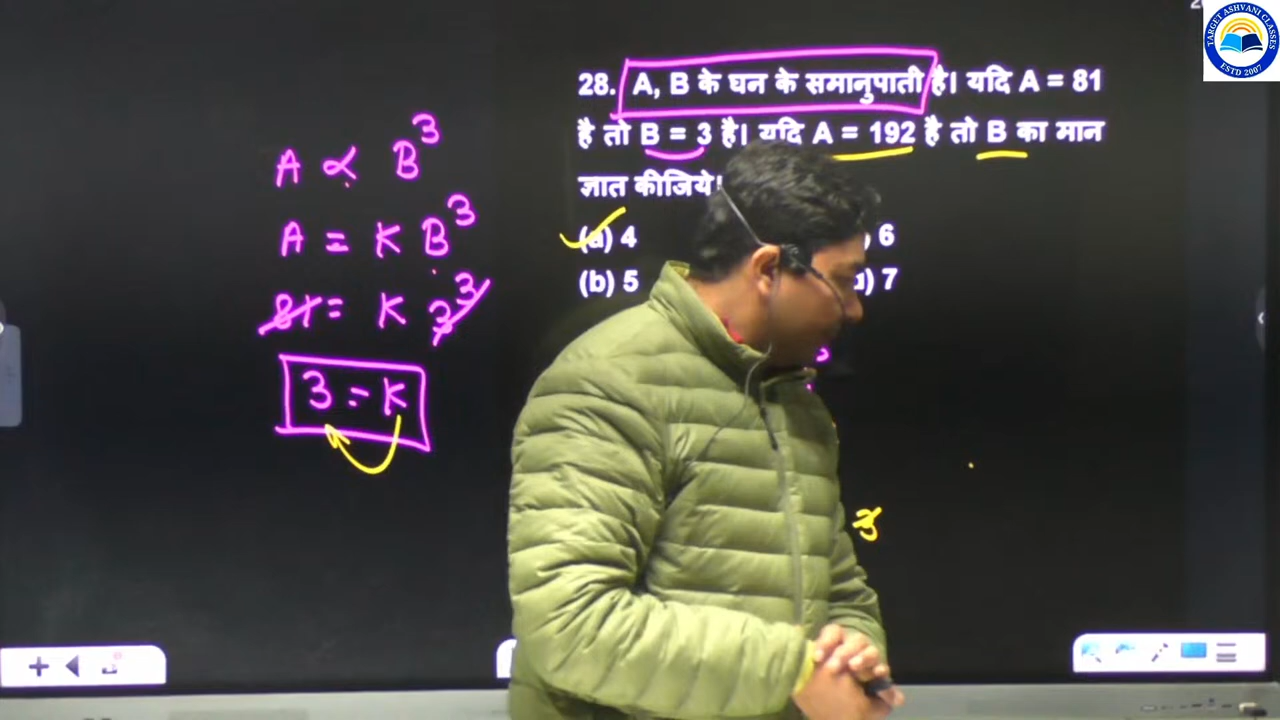 TARGET ASHVANI CLASSES
ESTD 2007
28. A, B के घन के समानुपाती है। यदि A = 81
है तो B = 3 है। यदि A = 192 है तो B का मान
ज्ञात कीजिये
(a) 4
6
(b) 5
d) 7
A ∝ B³
A = K B³
81 = K 3³
3 = K
3